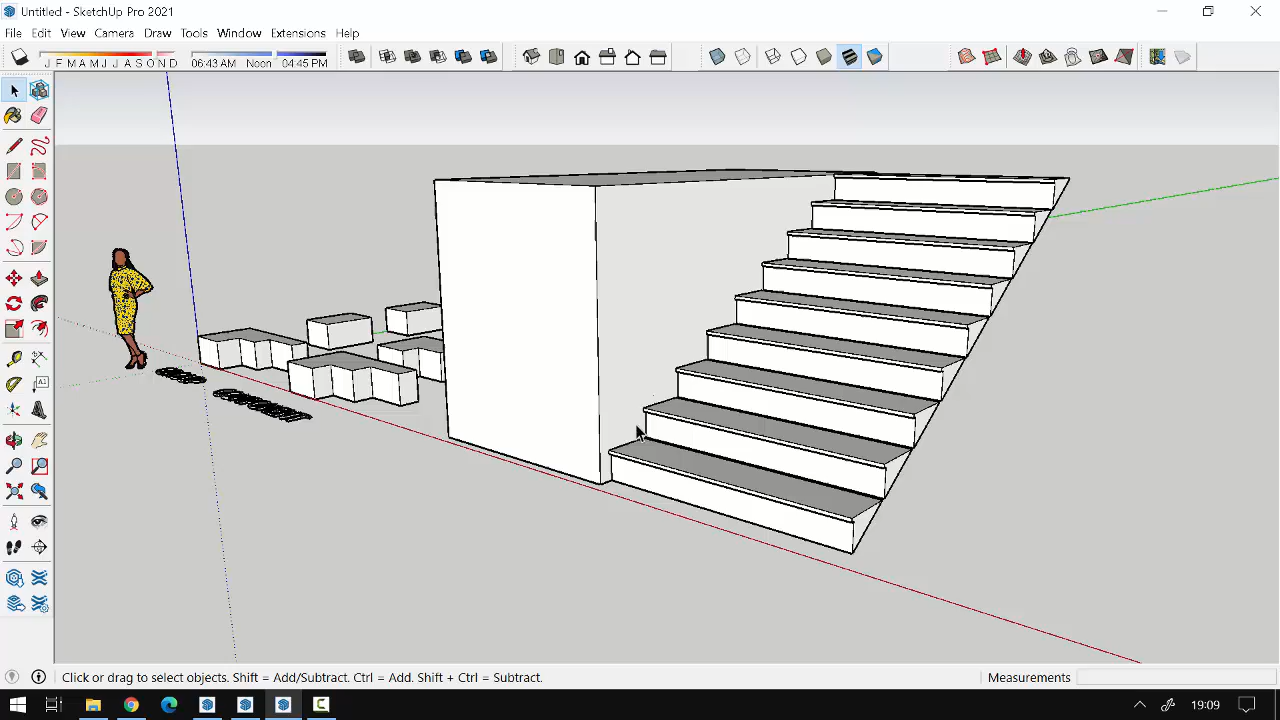 Untitled - SketchUp Pro 2021
File Edit View Camera Draw Tools Window Extensions Help
J F M A M J J A S O N D 06:43 AM Noon 04:45 PM
Click or drag to select objects. Shift = Add/Subtract. Ctrl = Add. Shift + Ctrl = Subtract. Measurements
19:09